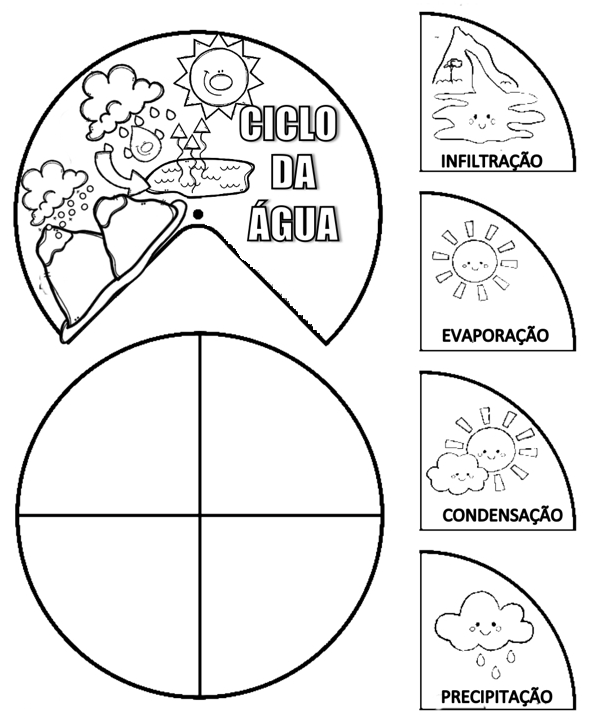 CICLO
DA
ÁGUA
INFILTRAÇÃO
EVAPORAÇÃO
CONDENSAÇÃO
PRECIPITAÇÃO